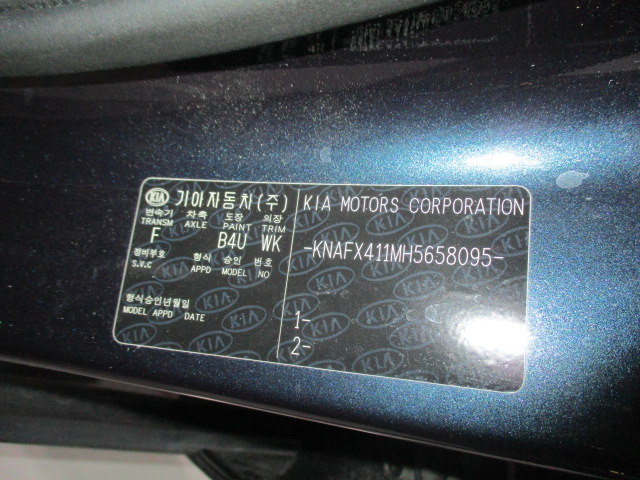 KIA 기아자동차(주)
변속기 차축 도장 의장
TRANSM AXLE PAINT TRIM
F B4U WK
정비부호 형식 승인 번호
S.V.C APPD MODEL NO
형식승인년월일
MODEL APPD DATE
KIA MOTORS CORPORATION
-KNAFX411MH5658095-
1-
2-